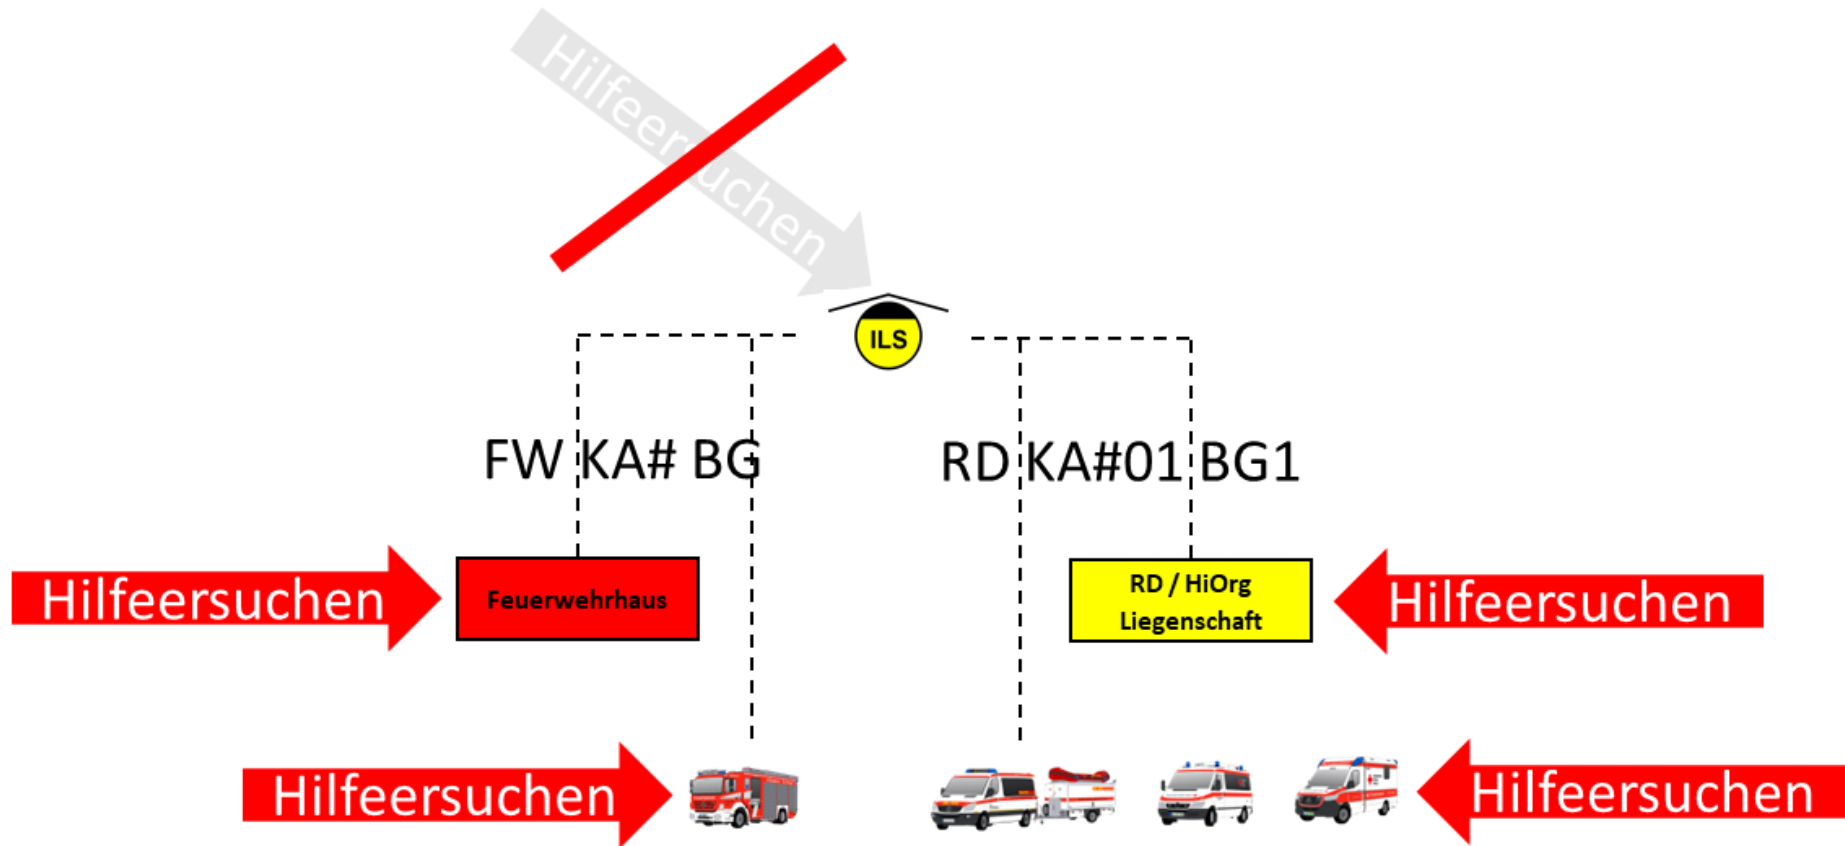 Hilfeersuchen
ILS
FW KA# BG
RD KA#01 BG1
Hilfeersuchen
Feuerwehrhaus
RD / HiOrg
Liegenschaft
Hilfeersuchen
Hilfeersuchen
Hilfeersuchen